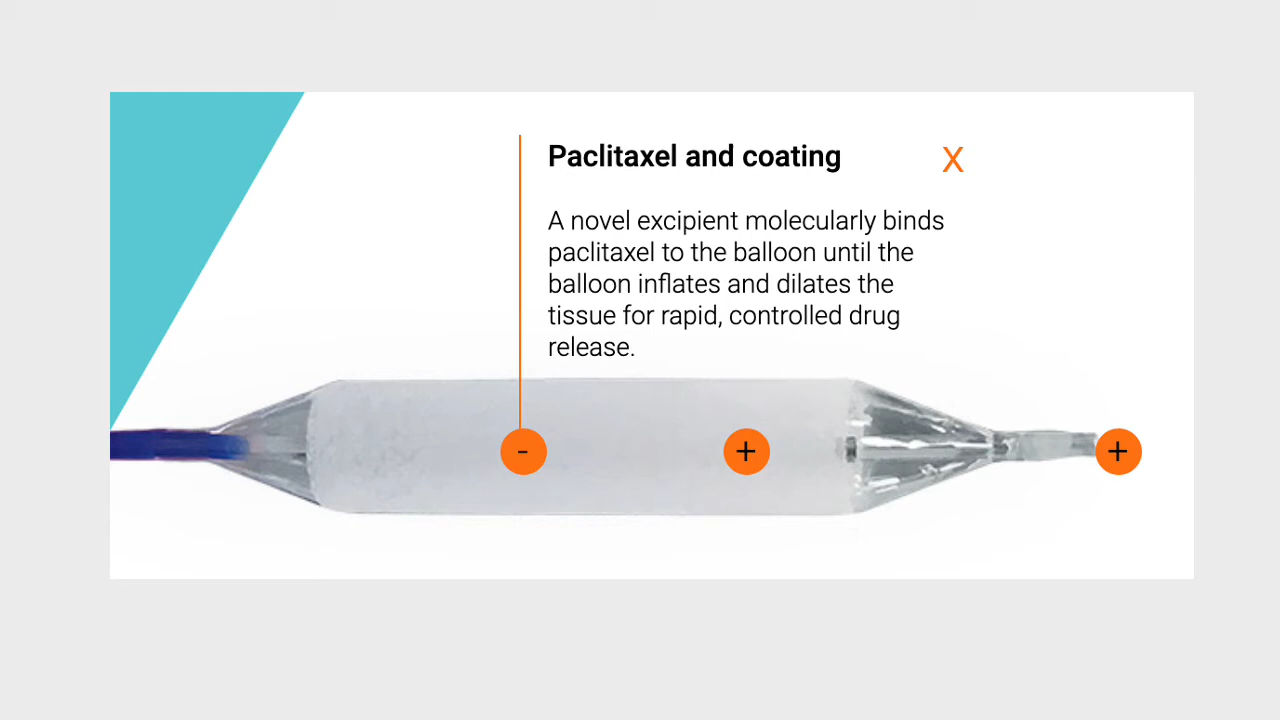 Paclitaxel and coating
X
A novel excipient molecularly binds
paclitaxel to the balloon until the
balloon inflates and dilates the
tissue for rapid, controlled drug
release.
-
+
+